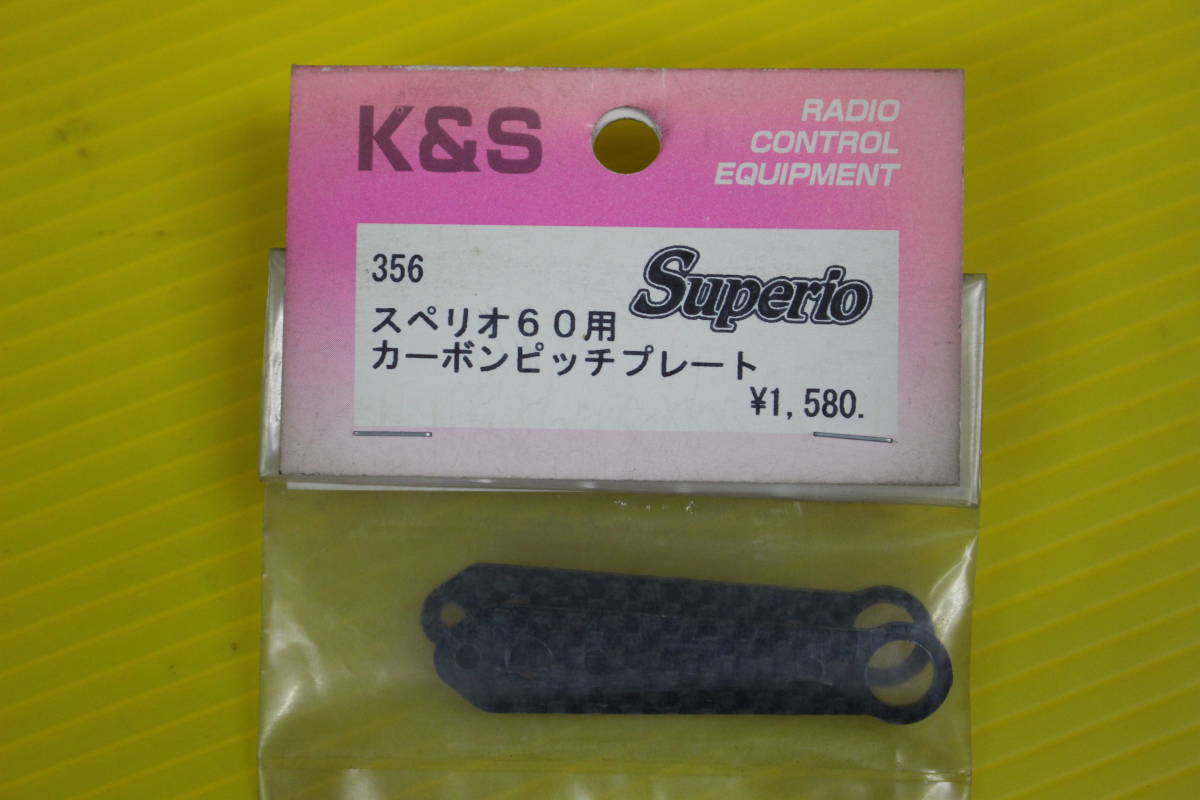 K&S
RADIO
CONTROL
EQUIPMENT
356
Superio
スペリオ６０用
カーボンピッチプレート
¥1,580.